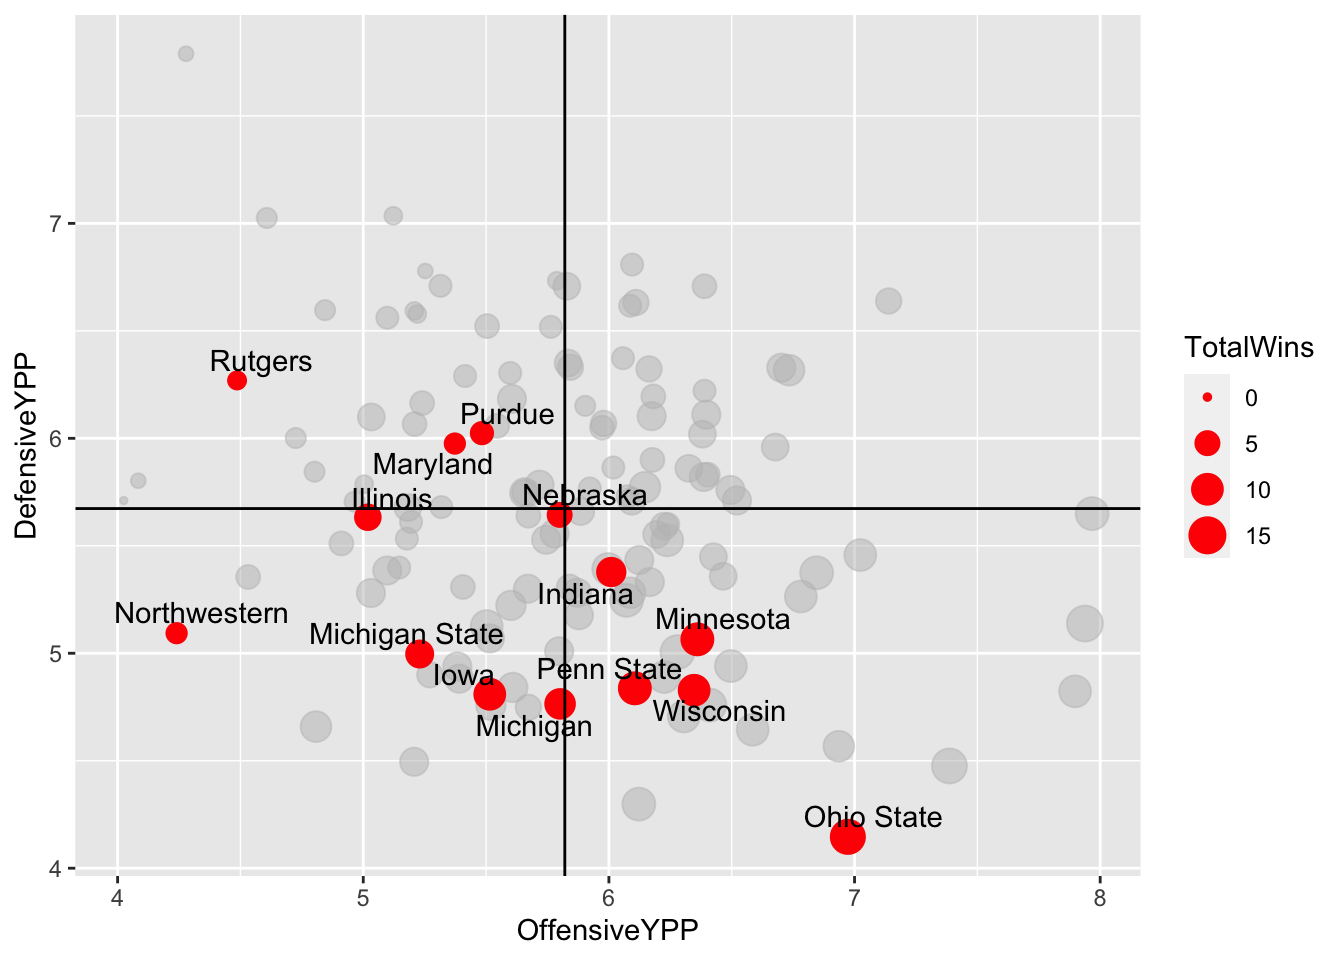 DefensiveYPP
7
6
5
4
Rutgers
Purdue
Maryland
Illinois
Nebraska
Indiana
Northwestern
Minnesota
Michigan State
Iowa
Penn State
Wisconsin
Michigan
Ohio State
4
5
6
7
8
OffensiveYPP
TotalWins
0
5
10
15